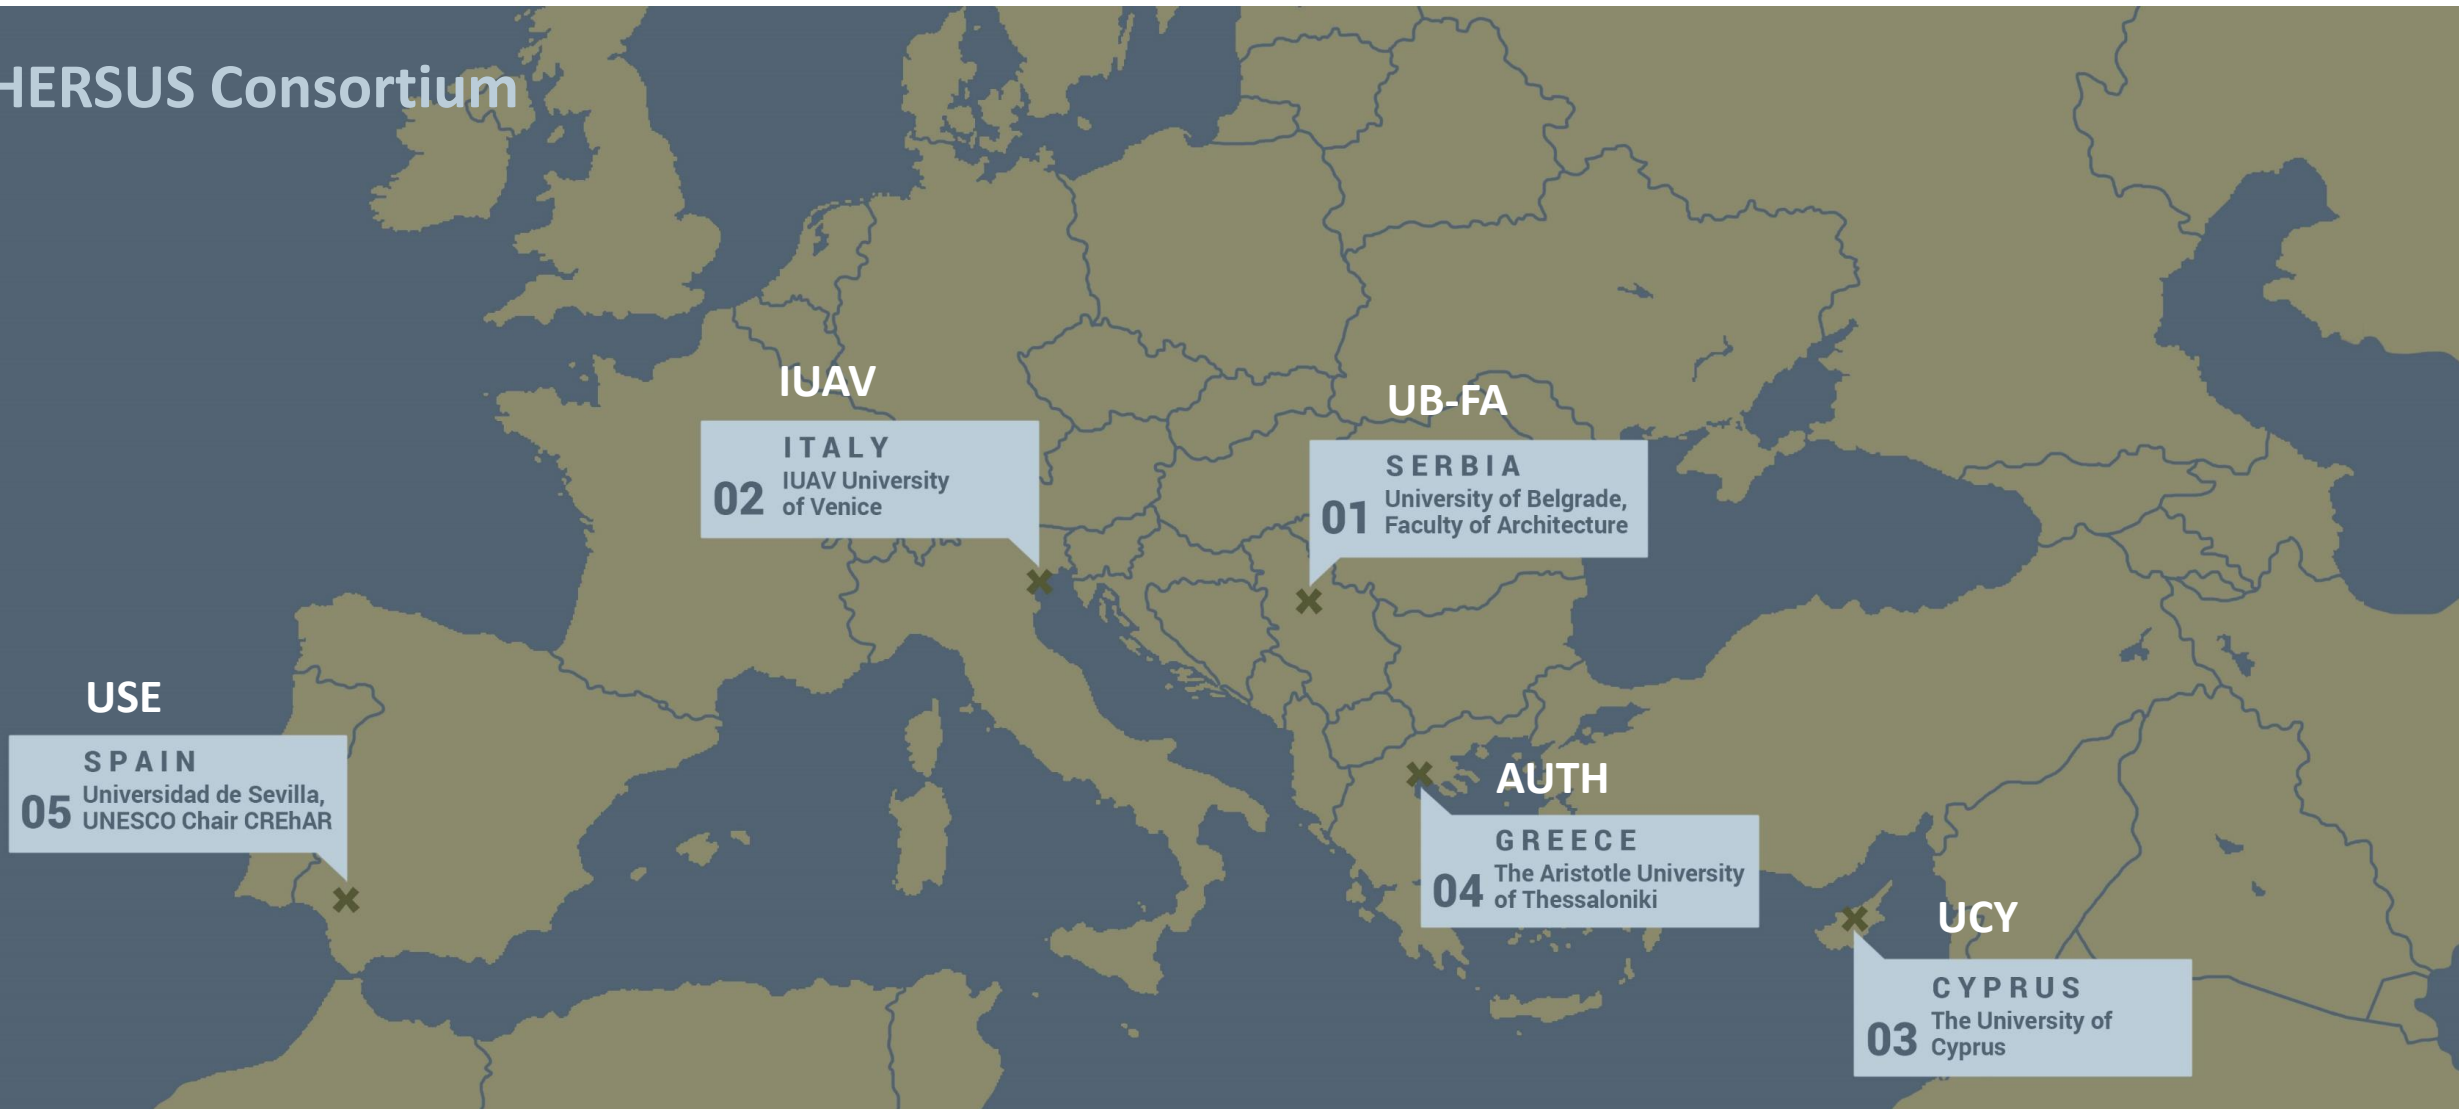 HERSUS Consortium
IUAV
ITALY
02
IUAV University
of Venice
UB-FA
SERBIA
01
University of Belgrade,
Faculty of Architecture
USE
SPAIN
05
Universidad de Sevilla,
UNESCO Chair CREhAR
AUTH
GREECE
04
The Aristotle University
of Thessaloniki
UCY
CYPRUS
03
The University of
Cyprus